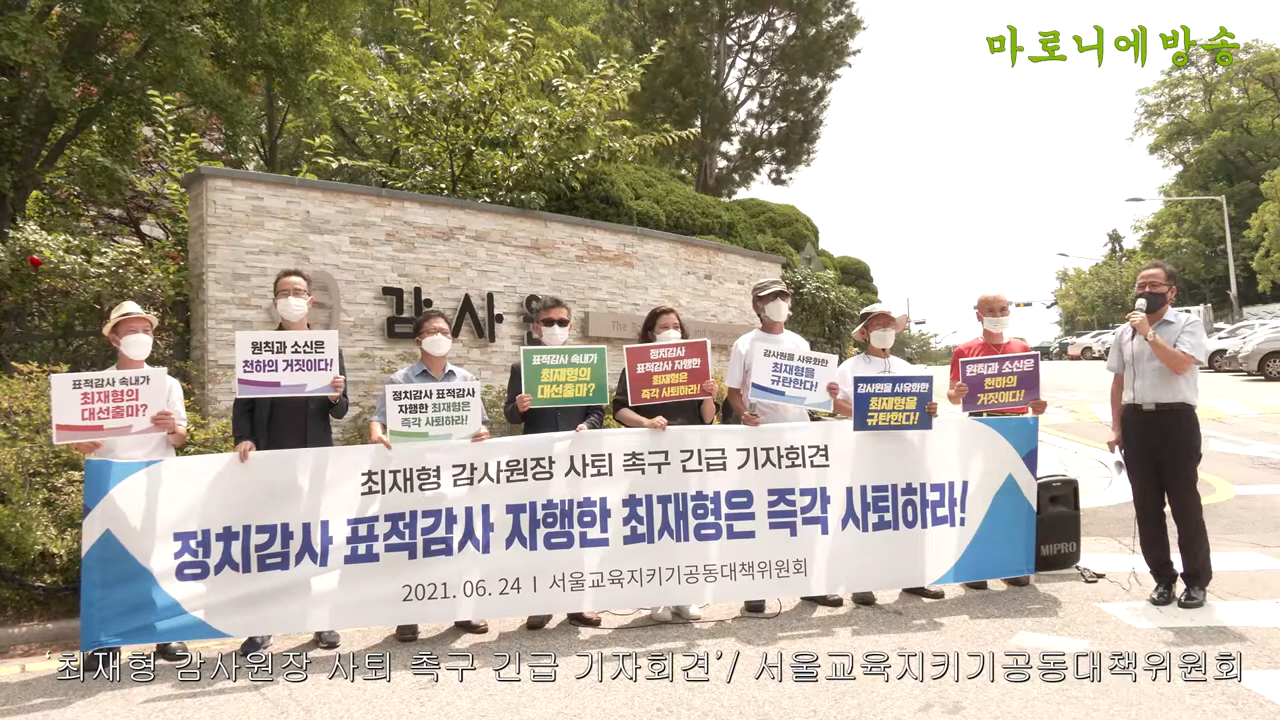 마로니에방송
감사원
The Bo
and Inspection
표적감사 속내가
최재형의
대선출마?
원칙과 소신은
천하의
거짓이다!
정치감사 표적감사
자행한 최재형은
즉각 사퇴하라!
표적감사 속내가
최재형의
대선출마?
정치감사
표적감사 자행한
최재형은
즉각 사퇴하라!
감사원을 사유화한
최재형을
규탄한다!
감사원을 사유화한
최재형을
규탄한다!
원칙과 소신은
천하의
거짓이다!
최재형 감사원장 사퇴 촉구 긴급 기자회견
정치감사 표적감사 자행한 최재형은 즉각 사퇴하라!
2021. 06. 24 I 서울교육지키기공동대책위원회
MIPRO
‘최재형 감사원장 사퇴 촉구 긴급 기자회견’/ 서울교육지키기공동대책위원회